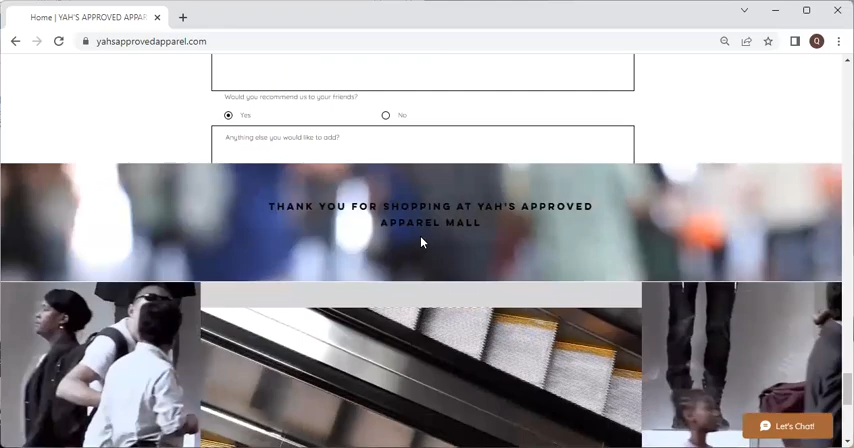 Home | YAH'S APPROVED APPAR
yahsapprovedapparel.com
Q
Would you recommend us to your friends?
Yes
No
Anything else you would like to add?
THANK YOU FOR SHOPPING AT YAH'S APPROVED
APPAREL MALL
Let's Chat!